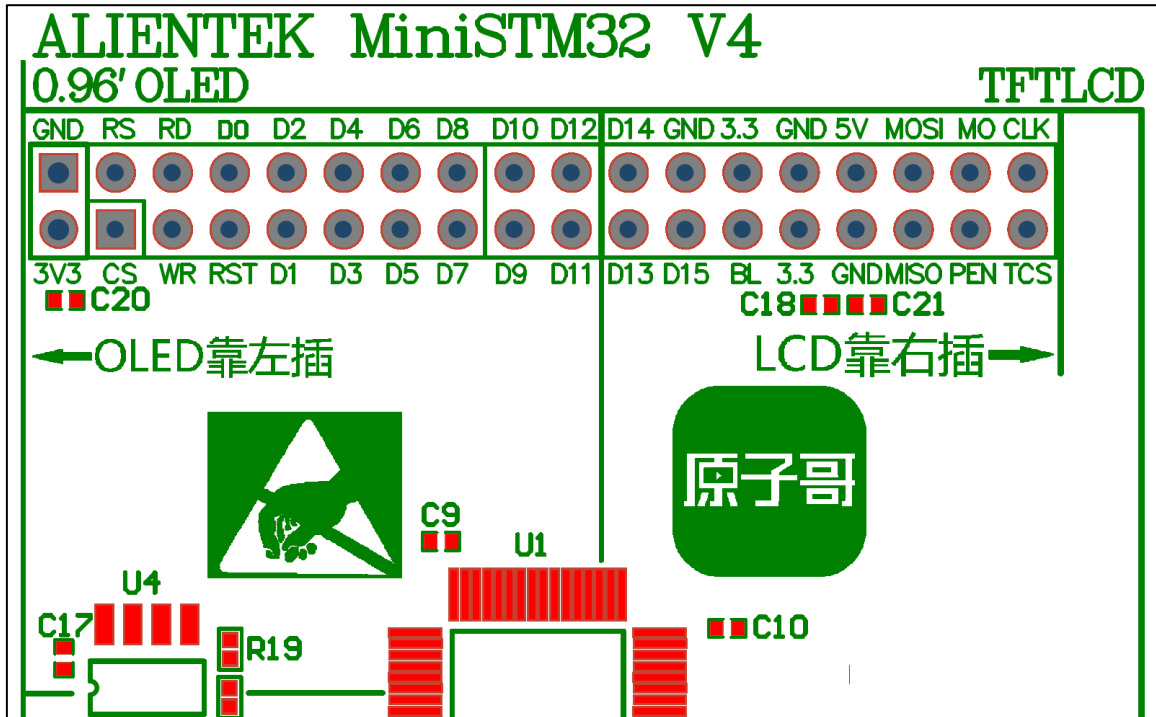 ALIENTEK MiniSTM32 V4
0.96' OLED TFTLCD
GND RS RD D0 D2 D4 D6 D8 D10 D12 D14 GND 3.3 GND 5V MOSI MO CLK
3V3 CS WR RST D1 D3 D5 D7 D9 D11 D13 D15 BL 3.3 GND MISO PEN TCS
C20 C18 C21
OLED靠左插 LCD靠右插
原子哥
C9
U1
U4
C17 C10
R19